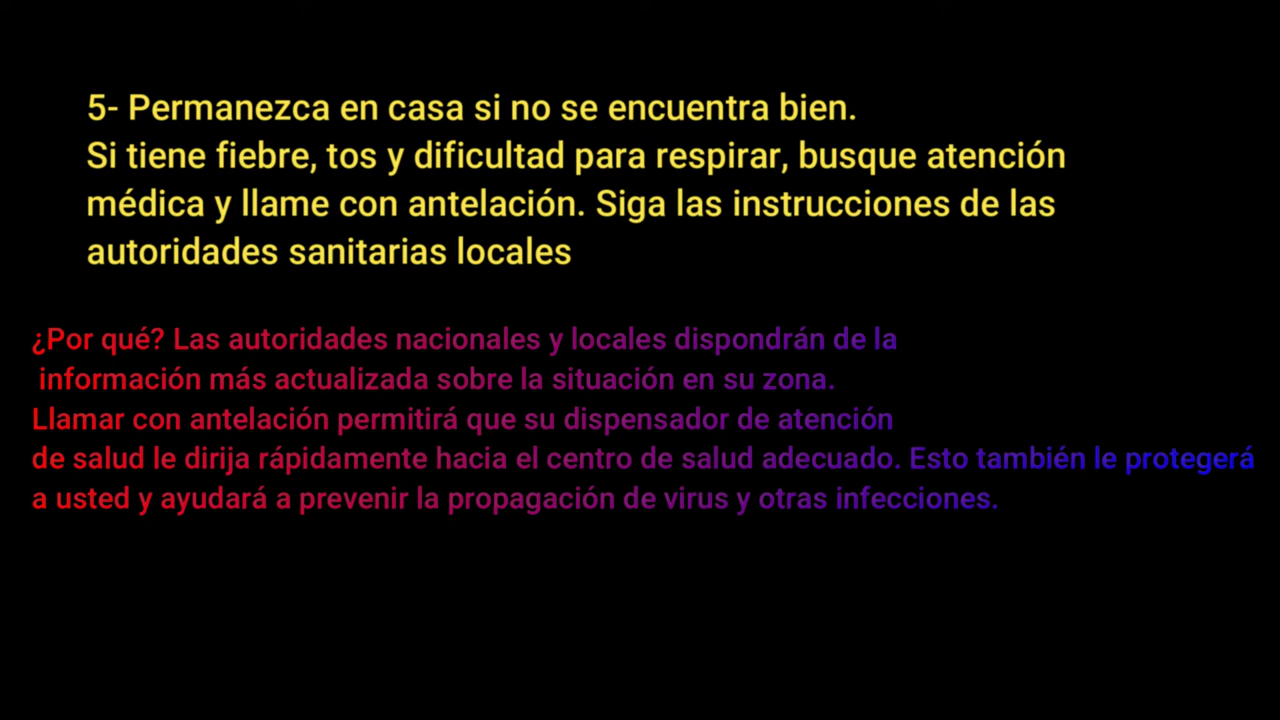 5- Permanezca en casa si no se encuentra bien.
Si tiene fiebre, tos y dificultad para respirar, busque atención
médica y llame con antelación. Siga las instrucciones de las
autoridades sanitarias locales
¿Por qué? Las autoridades nacionales y locales dispondrán de la
información más actualizada sobre la situación en su zona.
Llamar con antelación permitirá que su dispensador de atención
de salud le dirija rápidamente hacia el centro de salud adecuado. Esto también le protegerá
a usted y ayudará a prevenir la propagación de virus y otras infecciones.